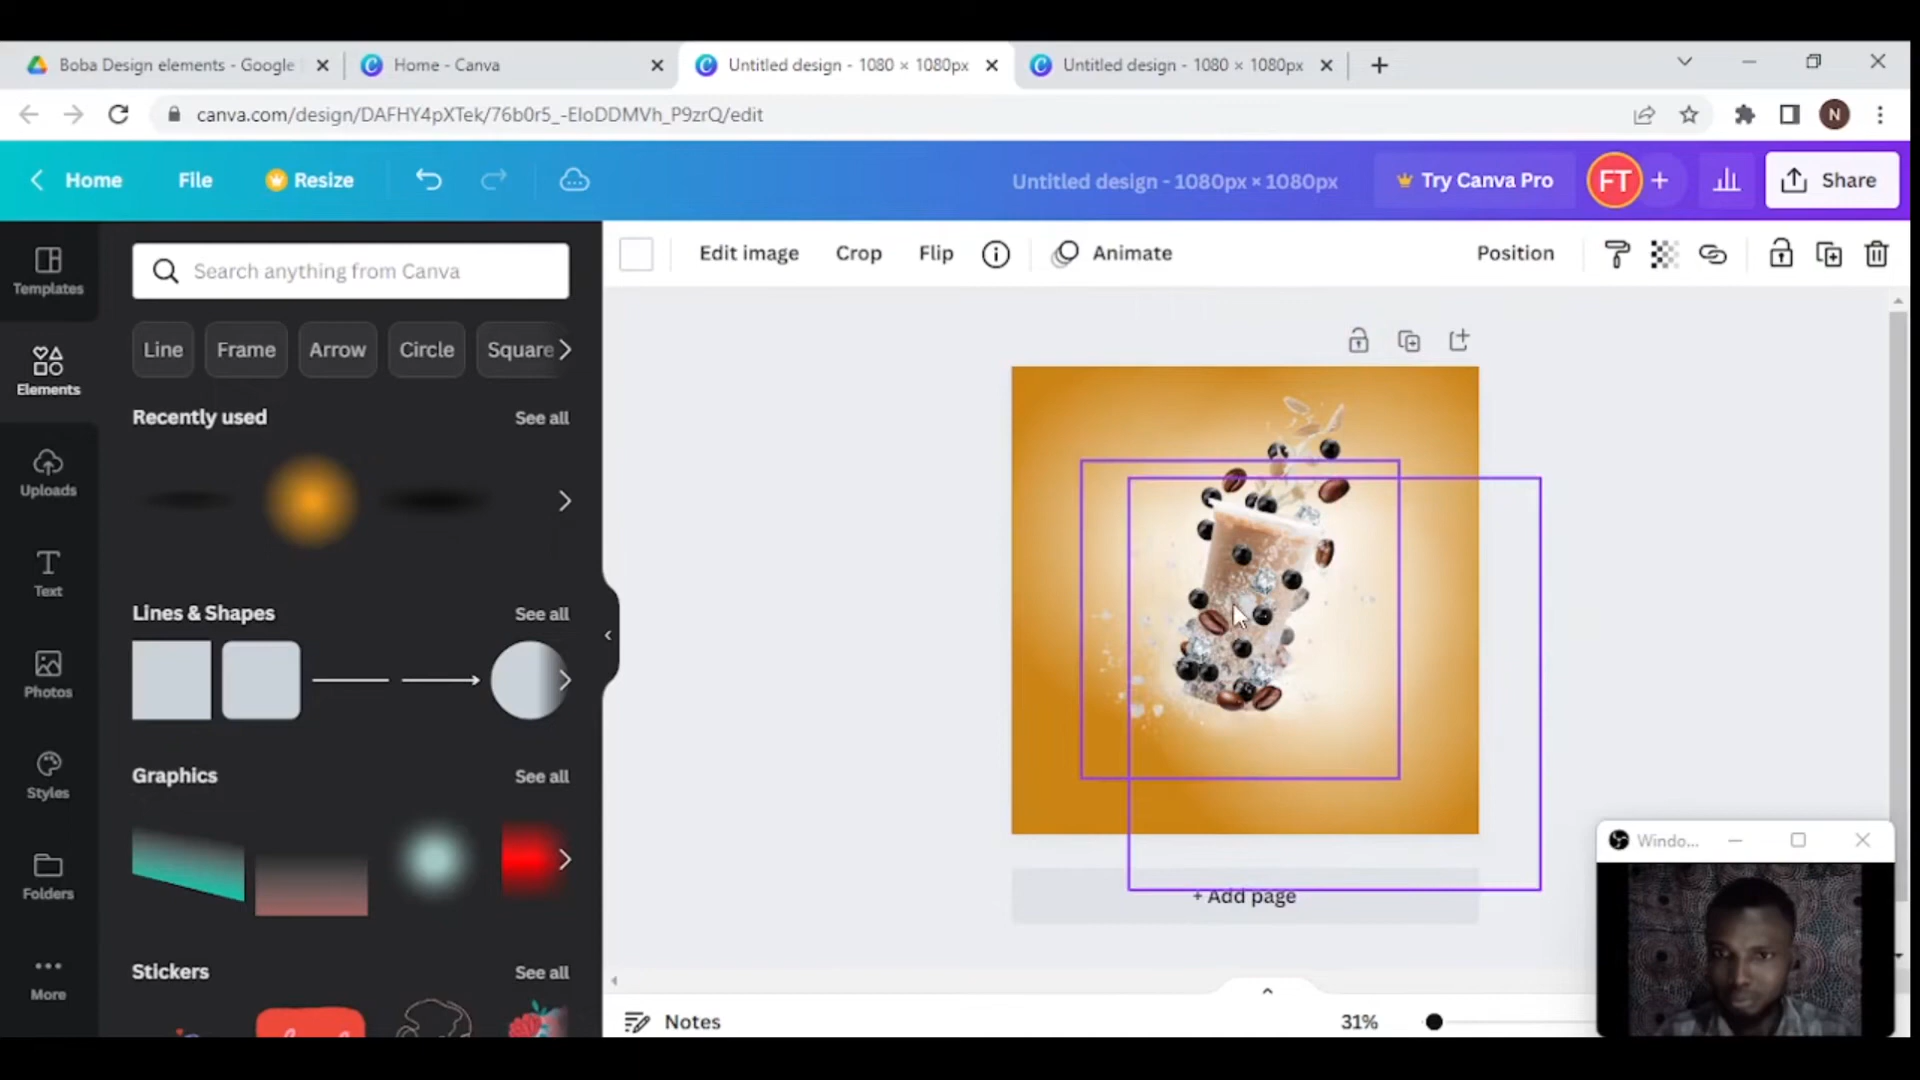 Boba Design elements - Google
Home - Canva
Untitled design - 1080 × 1080px
Untitled design - 1080 × 1080px
canva.com/design/DAFHY4pXTek/76b0r5_-EIoDDMVh_P9zrQ/edit
N
Home
File
Resize
Untitled design - 1080px × 1080px
Try Canva Pro
FT
Share
Templates
Elements
Uploads
Text
Photos
Styles
Folders
More
Search anything from Canva
Line
Frame
Arrow
Circle
Square
Recently used
See all
Lines & Shapes
See all
Graphics
See all
Stickers
See all
Edit image
Crop
Flip
Animate
Position
+ Add page
Notes
31%
Windo...